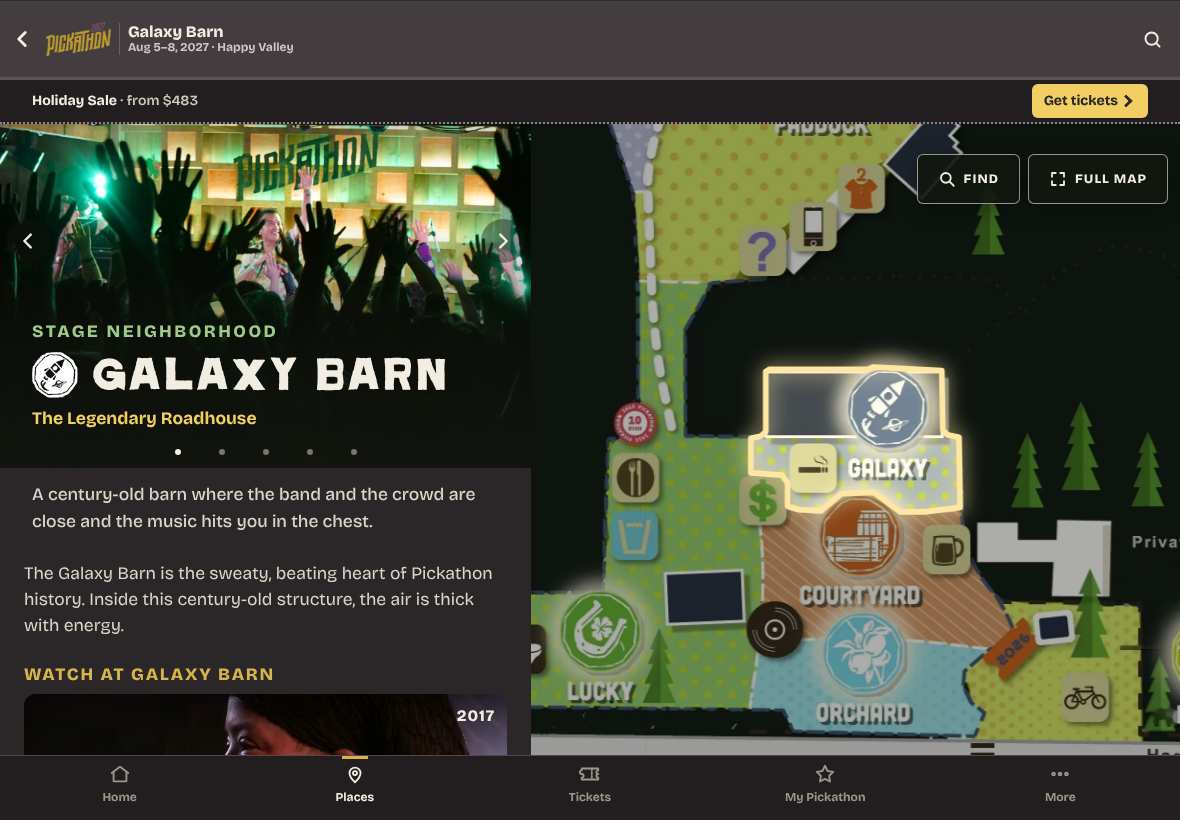 PICKATHON
Galaxy Barn
Aug 5–8, 2027 · Happy Valley
Holiday Sale · from $483
Get tickets
PICKATHON
STAGE NEIGHBORHOOD
GALAXY BARN
The Legendary Roadhouse
A century-old barn where the band and the crowd are
close and the music hits you in the chest.
The Galaxy Barn is the sweaty, beating heart of Pickathon
history. Inside this century-old structure, the air is thick
with energy.
WATCH AT GALAXY BARN
2017
PADDOCK
FIND
FULL MAP
2
?
10
GALAXY
$
Priva
COURTYARD
2026
LUCKY
ORCHARD
Home
Places
Tickets
My Pickathon
More